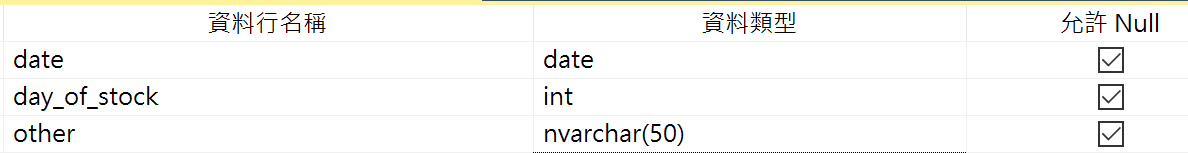 資料行名稱 資料類型 允許 Null
date date
day_of_stock int
other nvarchar(50)